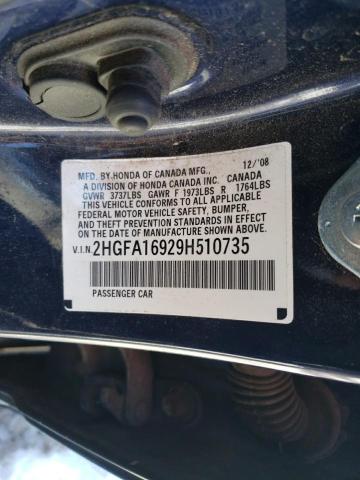 MFD. BY HONDA OF CANADA MFG., 12/'08
A DIVISION OF HONDA CANADA INC. CANADA
GVWR 3737LBS GAWR F 1973LBS R 1764LBS
THIS VEHICLE CONFORMS TO ALL APPLICABLE
FEDERAL MOTOR VEHICLE SAFETY, BUMPER,
AND THEFT PREVENTION STANDARDS IN EFFECT
ON THE DATE OF MANUFACTURE SHOWN ABOVE.
V.I.N. 2HGFA16929H510735
PASSENGER CAR